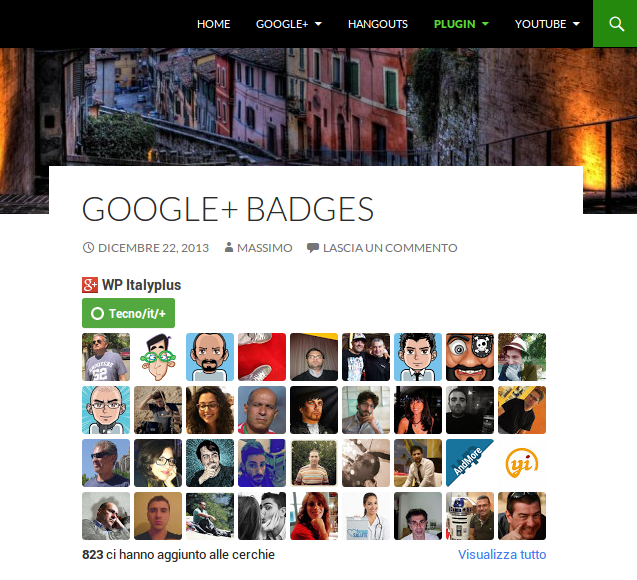 HOME GOOGLE+ HANGOUTS PLUGIN YOUTUBE
GOOGLE+ BADGES
DICEMBRE 22, 2013 MASSIMO LASCIA UN COMMENTO
g+ WP Italyplus
Tecno/it/+
AndMore
yi
823 ci hanno aggiunto alle cerchie Visualizza tutto